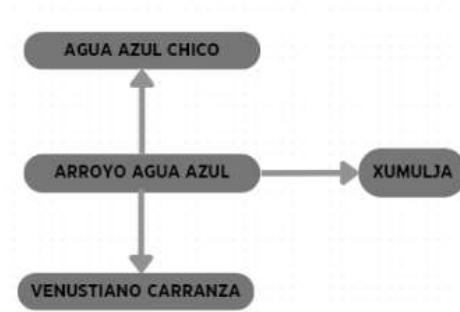 AGUA AZUL CHICO
ARROYO AGUA AZUL
XUMULJA
VENUSTIANO CARRANZA